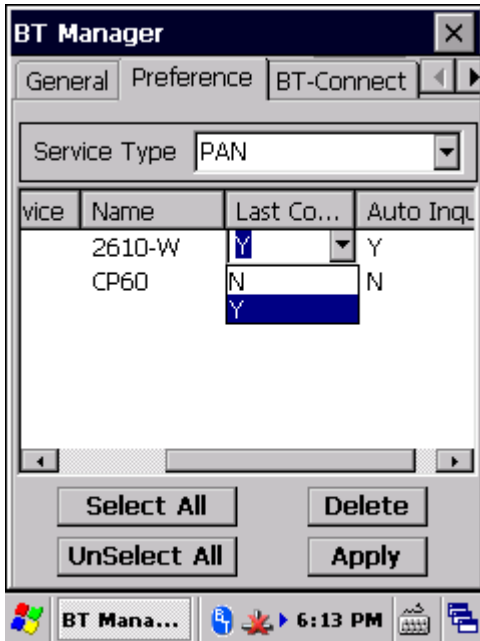 BT Manager
General Preference BT-Connect
Service Type PAN
vice Name Last Co... Auto Inqu
2610-W Y Y
CP60 N N
Y
Select All Delete
UnSelect All Apply
BT Mana... 6:13 PM